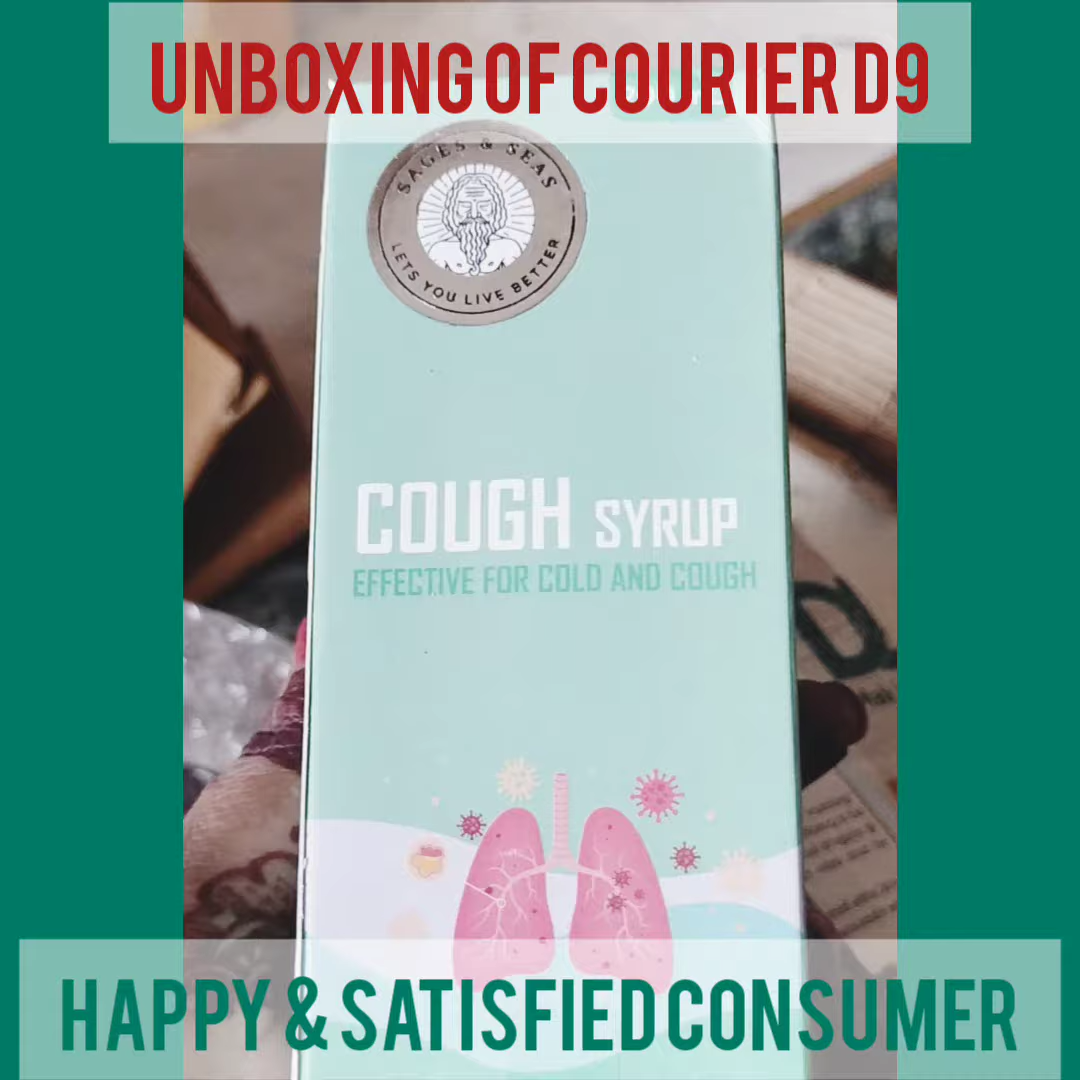 UNBOXING OF COURIER D9
SAGES & SEAS
LETS YOU LIVE BETTER
COUGH SYRUP
EFFECTIVE FOR COLD AND COUGH
HAPPY & SATISFIED CONSUMER